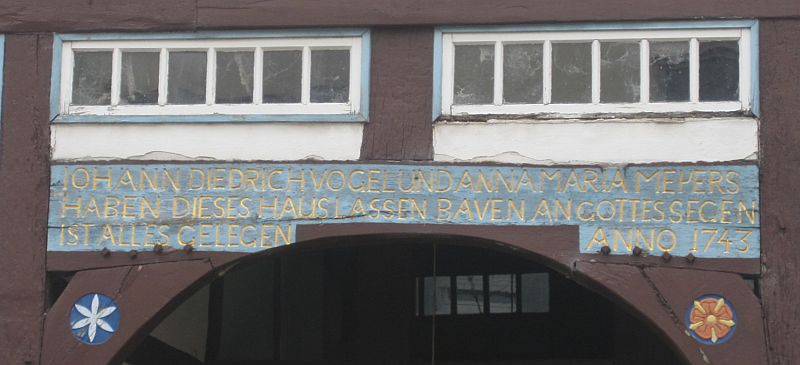 IOHANN DIEDRICH VOGEL UND ANNA MARIA MEYERS
HABEN DIESES HAUS LASSEN BAVEN AN GOTTES SEGEN
IST ALLES GELEGEN ANNO 1743